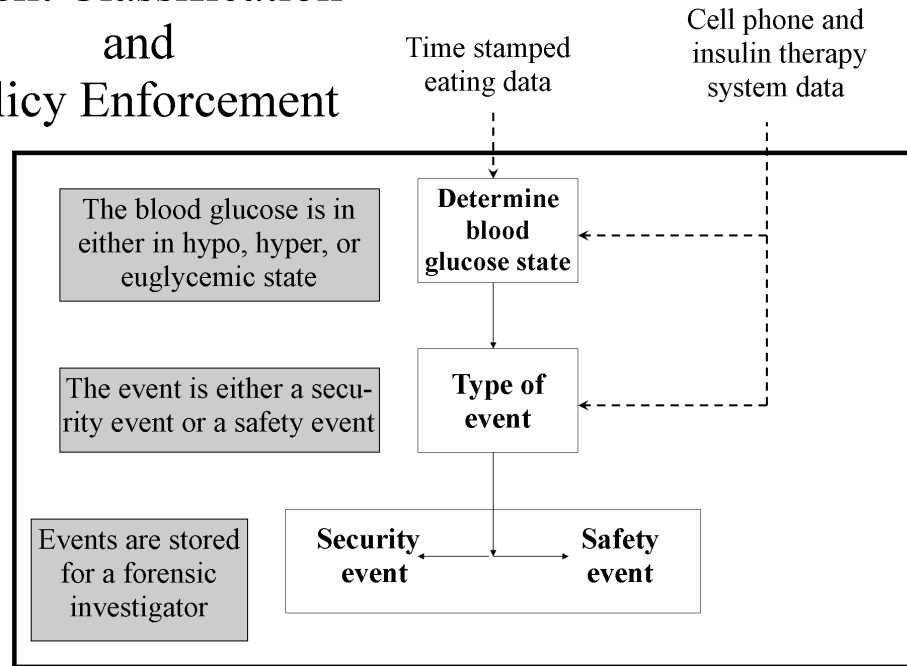 and
Enforcement
Time stamped
eating data
Cell phone and
insulin therapy
system data
The blood glucose is in
either in hypo, hyper, or
euglycemic state
Determine
blood
glucose state
The event is either a secu-
rity event or a safety event
Type of
event
Events are stored
for a forensic
investigator
Security
event
Safety
event